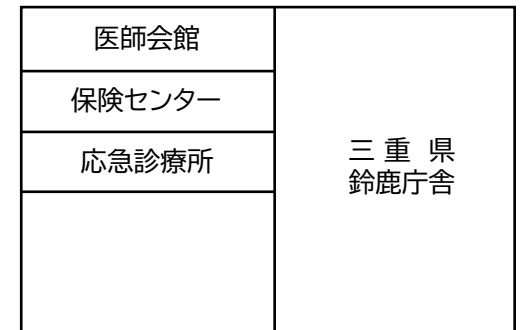 医師会館
保険センター
応急診療所
三重 県
鈴鹿庁舎